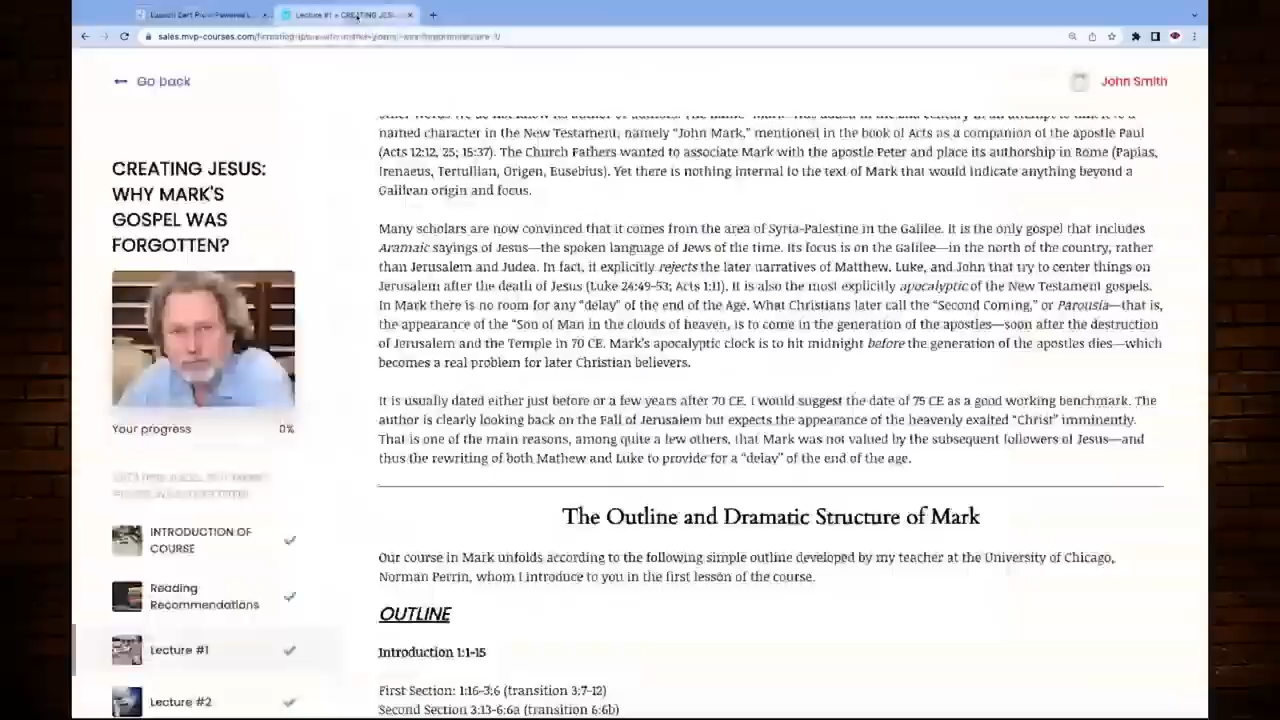 Lecture #1 » CREATING JESU
sales.mvp-courses.com/
Go back
John Smith
CREATING JESUS:
WHY MARK'S
GOSPEL WAS
FORGOTTEN?
Your progress 0%
INTRODUCTION OF
COURSE
Reading
Recommendations
Lecture #1
Lecture #2
named character in the New Testament, namely “John Mark,” mentioned in the book of Acts as a companion of the apostle Paul
(Acts 12:12, 25; 15:37). The Church Fathers wanted to associate Mark with the apostle Peter and place its authorship in Rome (Papias,
Irenaeus, Tertullian, Origen, Eusebius). Yet there is nothing internal to the text of Mark that would indicate anything beyond a
Galilean origin and focus.
Many scholars are now convinced that it comes from the area of Syria-Palestine in the Galilee. It is the only gospel that includes
Aramaic sayings of Jesus—the spoken language of Jews of the time. Its focus is on the Galilee—in the north of the country, rather
than Jerusalem and Judea. In fact, it explicitly rejects the later narratives of Matthew. Luke, and John that try to center things on
Jerusalem after the death of Jesus (Luke 24:49-53; Acts 1:11). It is also the most explicitly apocalyptic of the New Testament gospels.
In Mark there is no room for any “delay” of the end of the Age. What Christians later call the “Second Coming,” or Parousia—that is,
the appearance of the “Son of Man in the clouds of heaven, is to come in the generation of the apostles—soon after the destruction
of Jerusalem and the Temple in 70 CE. Mark's apocalyptic clock is to hit midnight before the generation of the apostles dies—which
becomes a real problem for later Christian believers.
It is usually dated either just before or a few years after 70 CE. I would suggest the date of 75 CE as a good working benchmark. The
author is clearly looking back on the Fall of Jerusalem but expects the appearance of the heavenly exalted “Christ” imminently.
That is one of the main reasons, among quite a few others, that Mark was not valued by the subsequent followers of Jesus—and
thus the rewriting of both Mathew and Luke to provide for a “delay” of the end of the age.
The Outline and Dramatic Structure of Mark
Our course in Mark unfolds according to the following simple outline developed by my teacher at the University of Chicago,
Norman Perrin, whom I introduce to you in the first lesson of the course.
OUTLINE
Introduction 1:1-15
First Section: 1:16-3:6 (transition 3:7-12)
Second Section 3:13-6:6a (transition 6:6b)